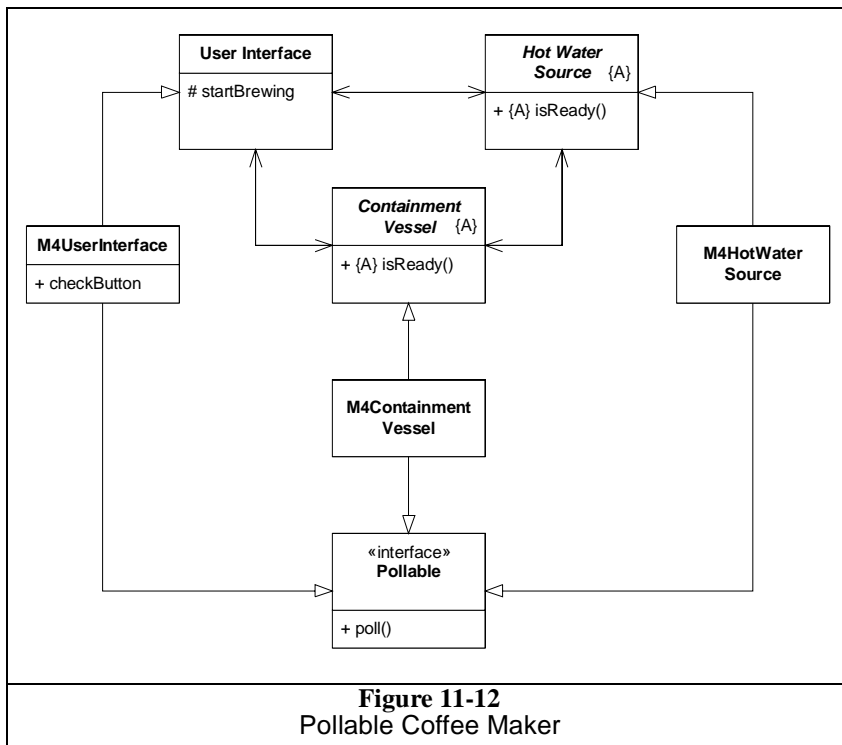 User Interface
# startBrewing
Hot Water
Source {A}
+ {A} isReady()
Containment
Vessel {A}
+ {A} isReady()
M4UserInterface
+ checkButton
M4HotWater
Source
M4Containment
Vessel
«interface»
Pollable
+ poll()
Figure 11-12
Pollable Coffee Maker